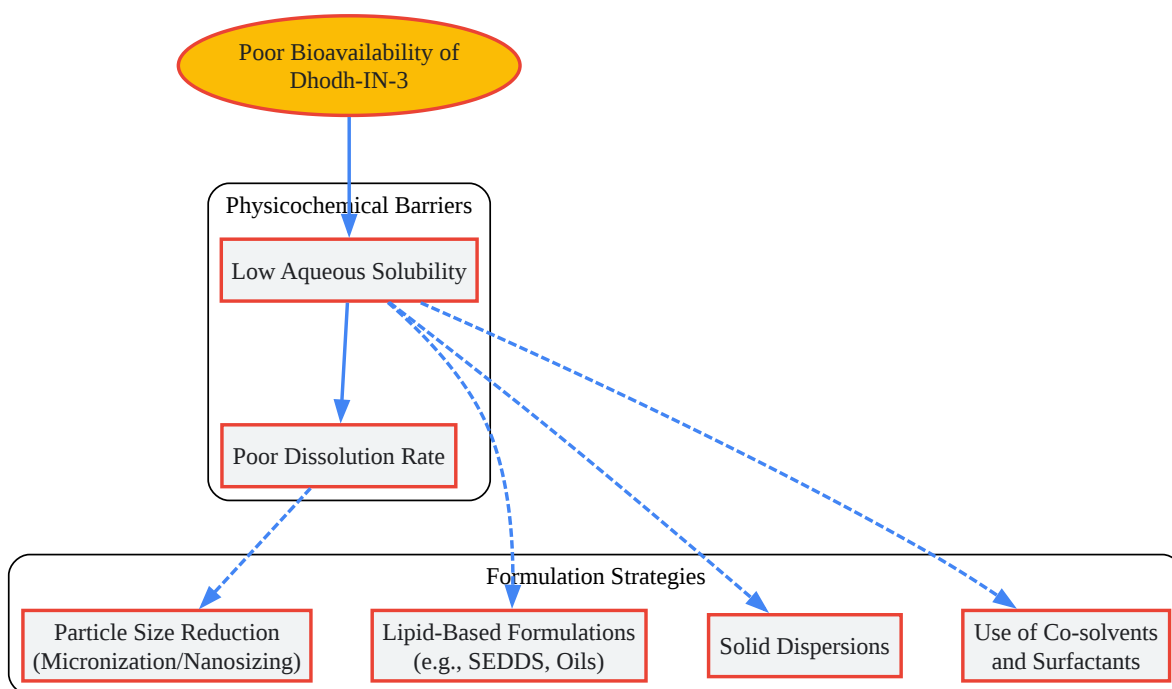 Poor Bioavailability of
Dhodh-IN-3
Physicochemical Barriers
Low Aqueous Solubility
Poor Dissolution Rate
Formulation Strategies
Particle Size Reduction
(Micronization/Nanosizing)
Lipid-Based Formulations
(e.g., SEDDS, Oils)
Solid Dispersions
Use of Co-solvents
and Surfactants